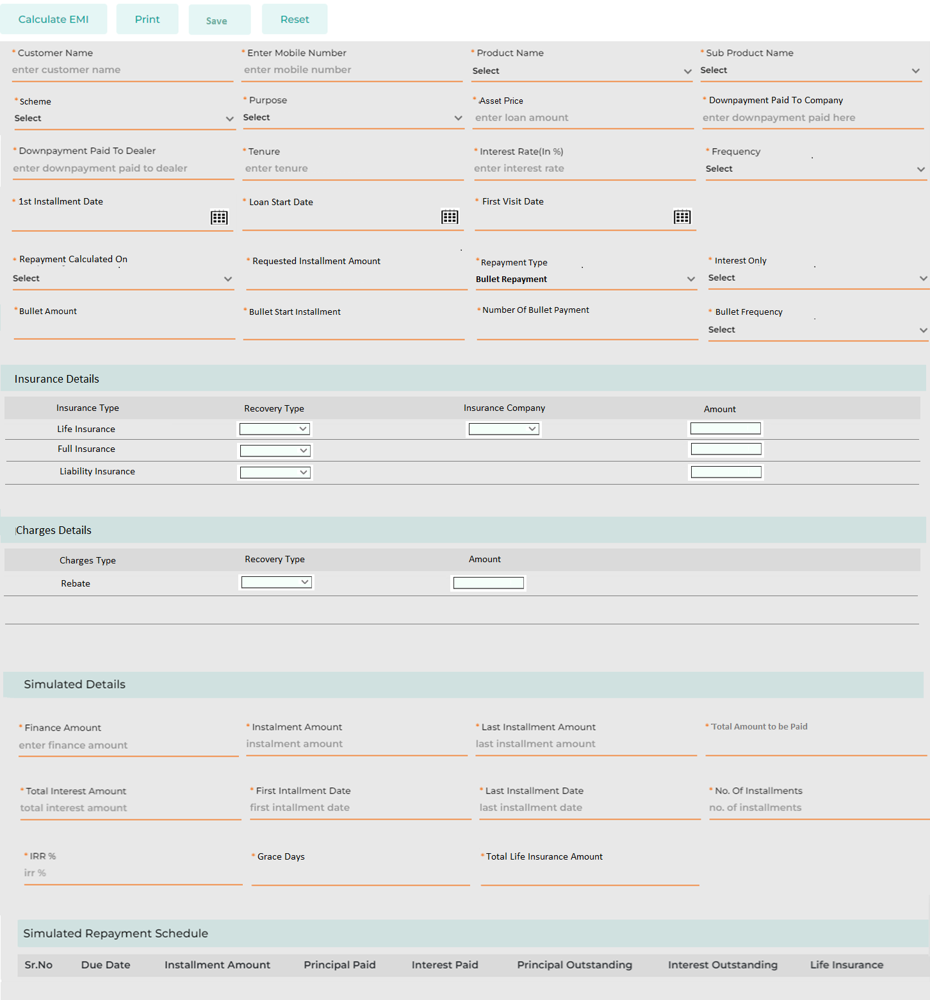 Calculate EMI Print Save Reset
* Customer Name * Enter Mobile Number * Product Name * Sub Product Name
enter customer name enter mobile number Select Select
* Scheme * Purpose * Asset Price * Downpayment Paid To Company
Select Select enter loan amount enter downpayment paid here
* Downpayment Paid To Dealer * Tenure * Interest Rate(In %) * Frequency
enter downpayment paid to dealer enter tenure enter interest rate Select
* 1st Installment Date * Loan Start Date * First Visit Date
* Repayment Calculated On * Requested Installment Amount * Repayment Type * Interest Only
Select Bullet Repayment Select
* Bullet Amount * Bullet Start Installment * Number Of Bullet Payment * Bullet Frequency
Select
Insurance Details
Insurance Type Recovery Type Insurance Company Amount
Life Insurance
Full Insurance
Liability Insurance
Charges Details
Charges Type Recovery Type Amount
Rebate
Simulated Details
* Finance Amount * Instalment Amount * Last Installment Amount * Total Amount to be Paid
enter finance amount instalment amount last installment amount
* Total Interest Amount * First Intallment Date * Last Installment Date * No. Of Installments
total interest amount first intallment date last installment date no. of installments
* IRR % * Grace Days * Total Life Insurance Amount
irr %
Simulated Repayment Schedule
Sr.No Due Date Installment Amount Principal Paid Interest Paid Principal Outstanding Interest Outstanding Life Insurance